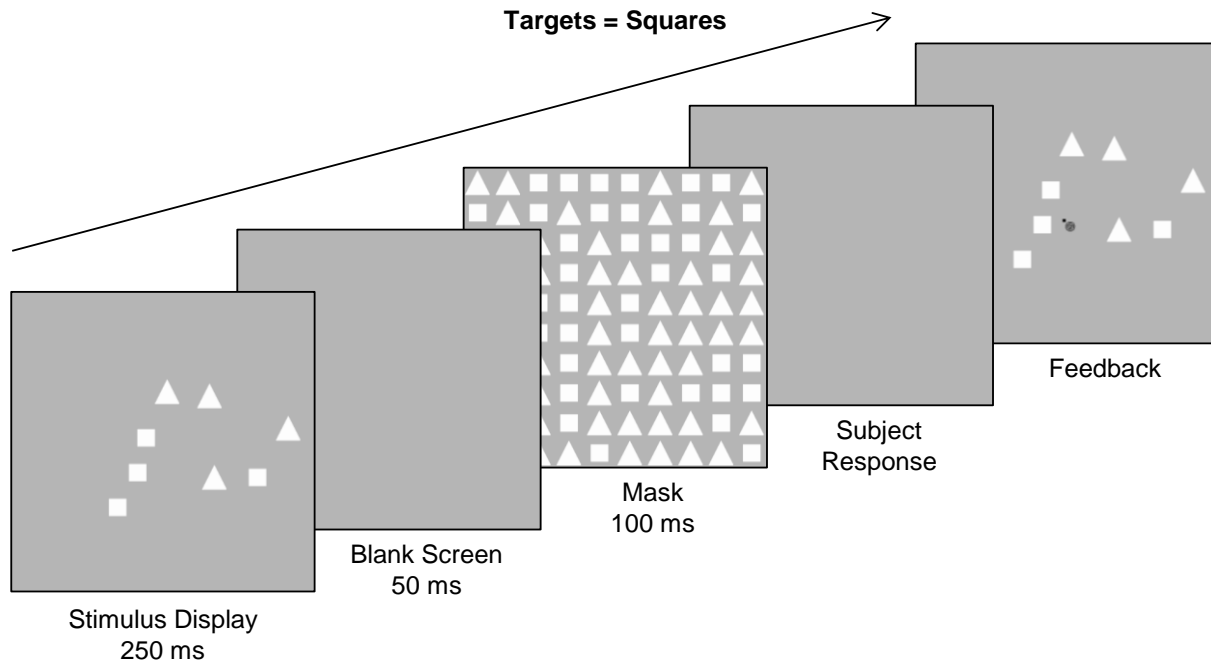 Targets = Squares
Stimulus Display
250 ms
Blank Screen
50 ms
Mask
100 ms
Subject
Response
Feedback